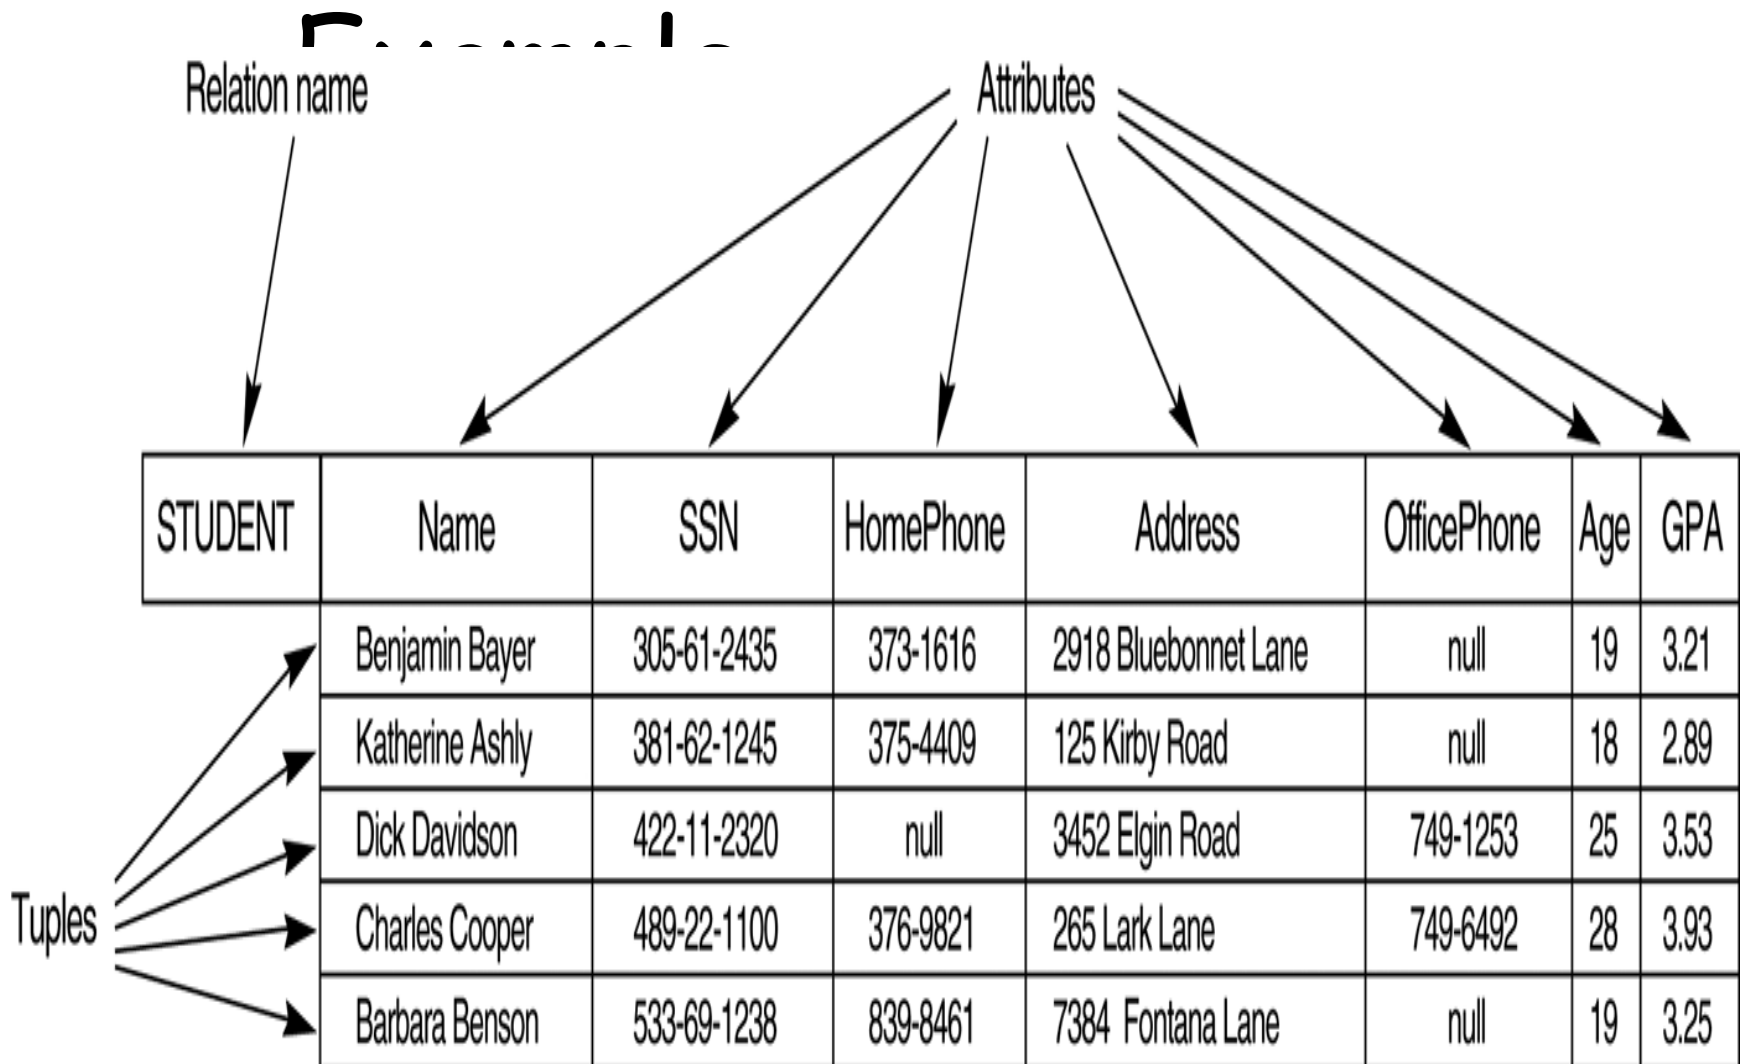 Example
Relation name Attributes
STUDENT Name SSN HomePhone Address OfficePhone Age GPA
Benjamin Bayer 305-61-2435 373-1616 2918 Bluebonnet Lane null 19 3.21
Katherine Ashly 381-62-1245 375-4409 125 Kirby Road null 18 2.89
Dick Davidson 422-11-2320 null 3452 Elgin Road 749-1253 25 3.53
Tuples Charles Cooper 489-22-1100 376-9821 265 Lark Lane 749-6492 28 3.93
Barbara Benson 533-69-1238 839-8461 7384 Fontana Lane null 19 3.25